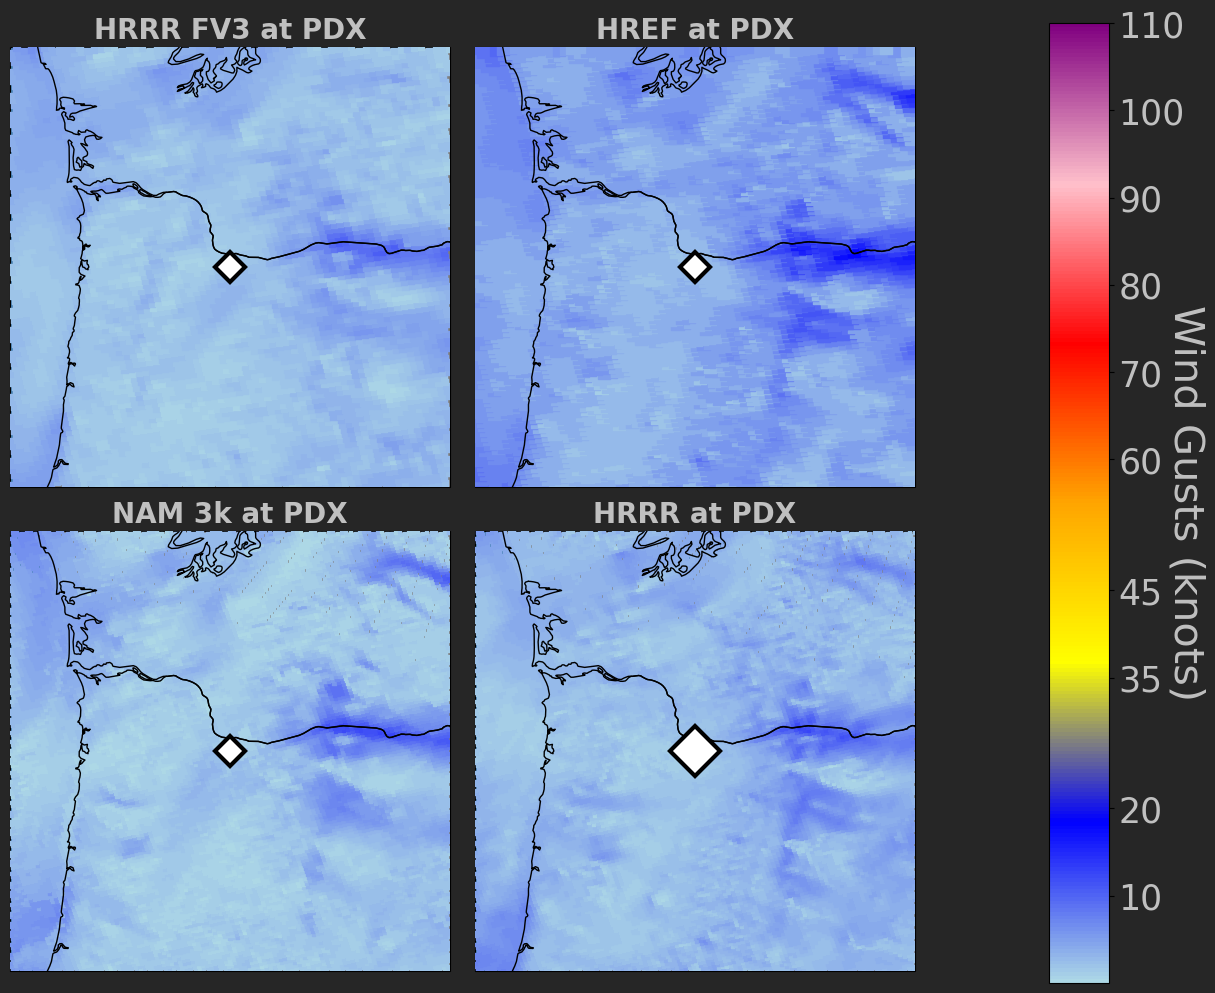 HRRR FV3 at PDX
HREF at PDX
NAM 3k at PDX
HRRR at PDX
110
100
90
80
70
60
45
35
20
10
Wind Gusts (knots)